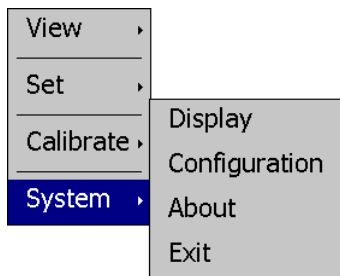 View
Set
Calibrate
System
Display
Configuration
About
Exit